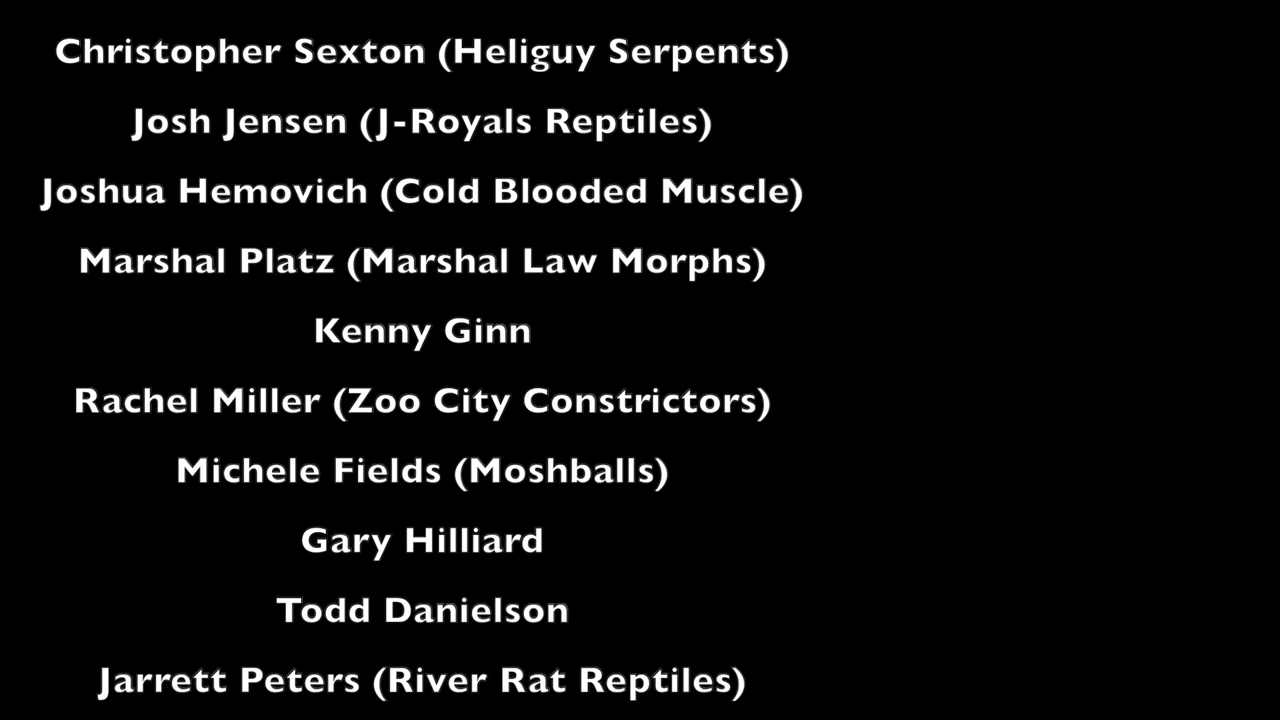 Christopher Sexton (Heliguy Serpents)
Josh Jensen (J-Royals Reptiles)
Joshua Hemovich (Cold Blooded Muscle)
Marshal Platz (Marshal Law Morphs)
Kenny Ginn
Rachel Miller (Zoo City Constrictors)
Michele Fields (Moshballs)
Gary Hilliard
Todd Danielson
Jarrett Peters (River Rat Reptiles)